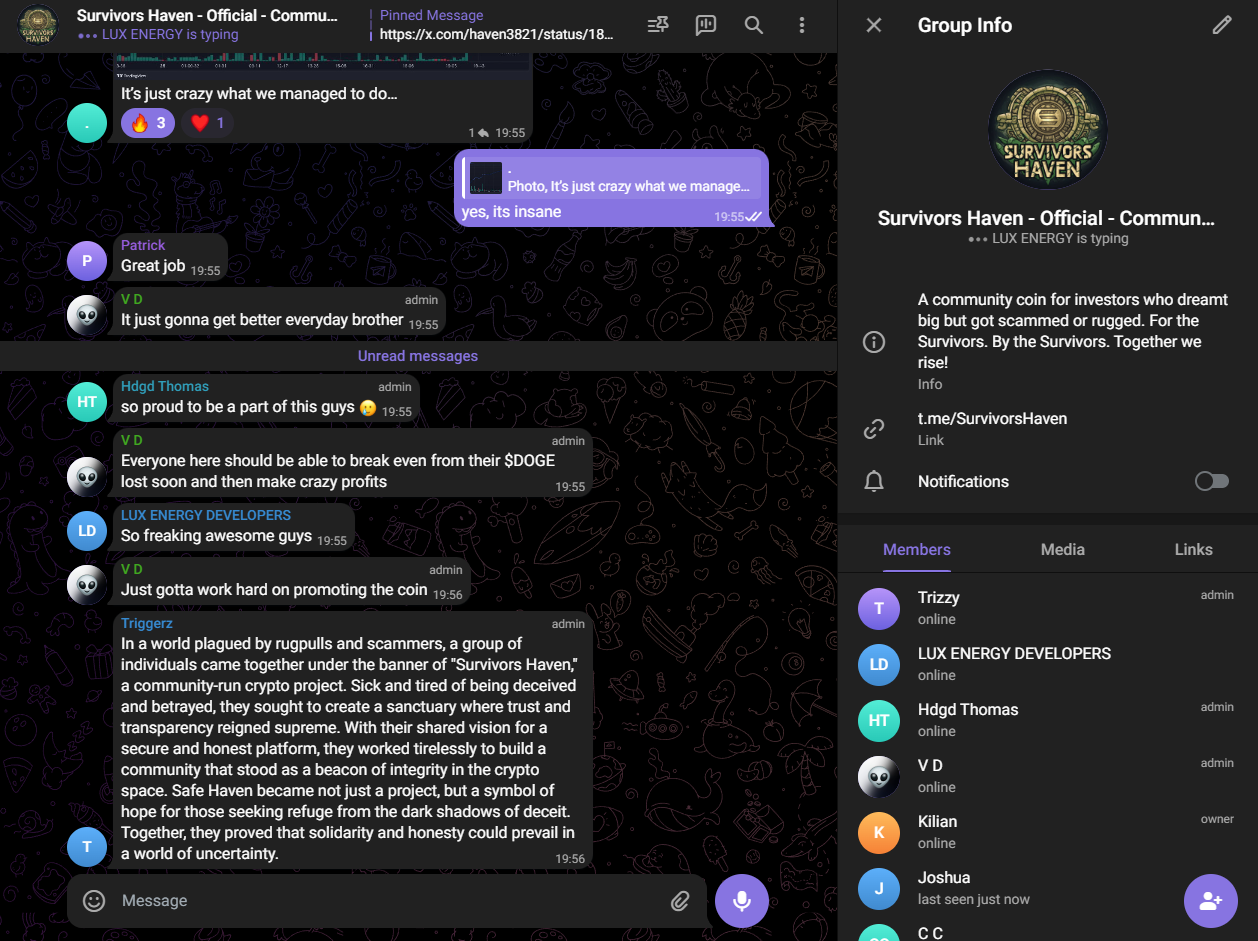 Survivors Haven - Official - Commu...
LUX ENERGY is typing
Pinned Message
https://x.com/haven3821/status/18...
It's just crazy what we managed to do...
.
3
1
1 19:55
.
Photo, It's just crazy what we manage...
yes, its insane
19:55
P
Patrick
Great job 19:55
V D admin
It just gonna get better everyday brother 19:55
Unread messages
HT
Hdgd Thomas admin
so proud to be a part of this guys 🥲 19:55
V D admin
Everyone here should be able to break even from their $DOGE
lost soon and then make crazy profits
19:55
LD
LUX ENERGY DEVELOPERS
So freaking awesome guys 19:55
V D admin
Just gotta work hard on promoting the coin 19:56
Triggerz admin
In a world plagued by rugpulls and scammers, a group of
individuals came together under the banner of "Survivors Haven,"
a community-run crypto project. Sick and tired of being deceived
and betrayed, they sought to create a sanctuary where trust and
transparency reigned supreme. With their shared vision for a
secure and honest platform, they worked tirelessly to build a
community that stood as a beacon of integrity in the crypto
space. Safe Haven became not just a project, but a symbol of
hope for those seeking refuge from the dark shadows of deceit.
Together, they proved that solidarity and honesty could prevail in
a world of uncertainty.
19:56
T
Message
Group Info
SURVIVORS
HAVEN
Survivors Haven - Official - Commun...
LUX ENERGY is typing
A community coin for investors who dreamt
big but got scammed or rugged. For the
Survivors. By the Survivors. Together we
rise!
Info
t.me/SurvivorsHaven
Link
Notifications
Members Media Links
T
Trizzy admin
online
LD
LUX ENERGY DEVELOPERS
online
HT
Hdgd Thomas admin
online
V D admin
online
K
Kilian owner
online
J
Joshua
last seen just now
C C